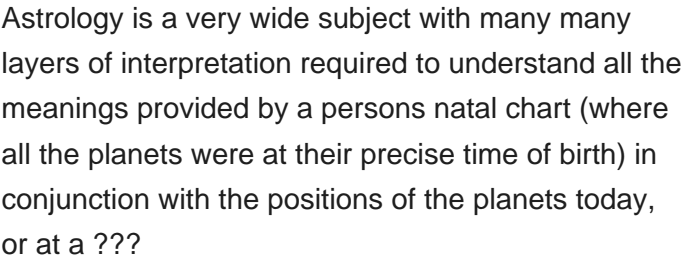 Astrology is a very wide subject with many many
layers of interpretation required to understand all the
meanings provided by a persons natal chart (where
all the planets were at their precise time of birth) in
conjunction with the positions of the planets today,
or at a ???